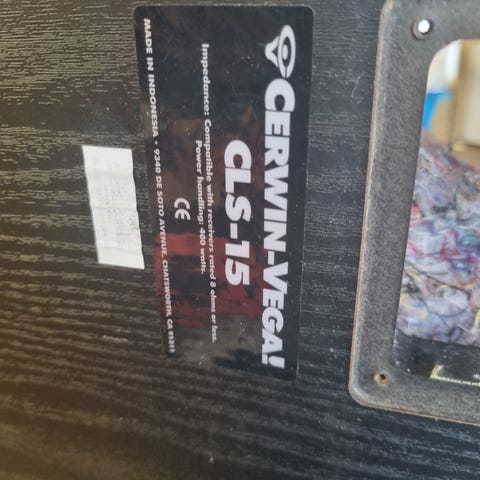 CERWIN-VEGA!
CLS-15
Impedance: Compatible with receivers rated 8 ohms or less.
Power handling: 400 watts.
CE
MADE IN INDONESIA • 9340 DE SOTO AVENUE, CHATSWORTH, CA 91311